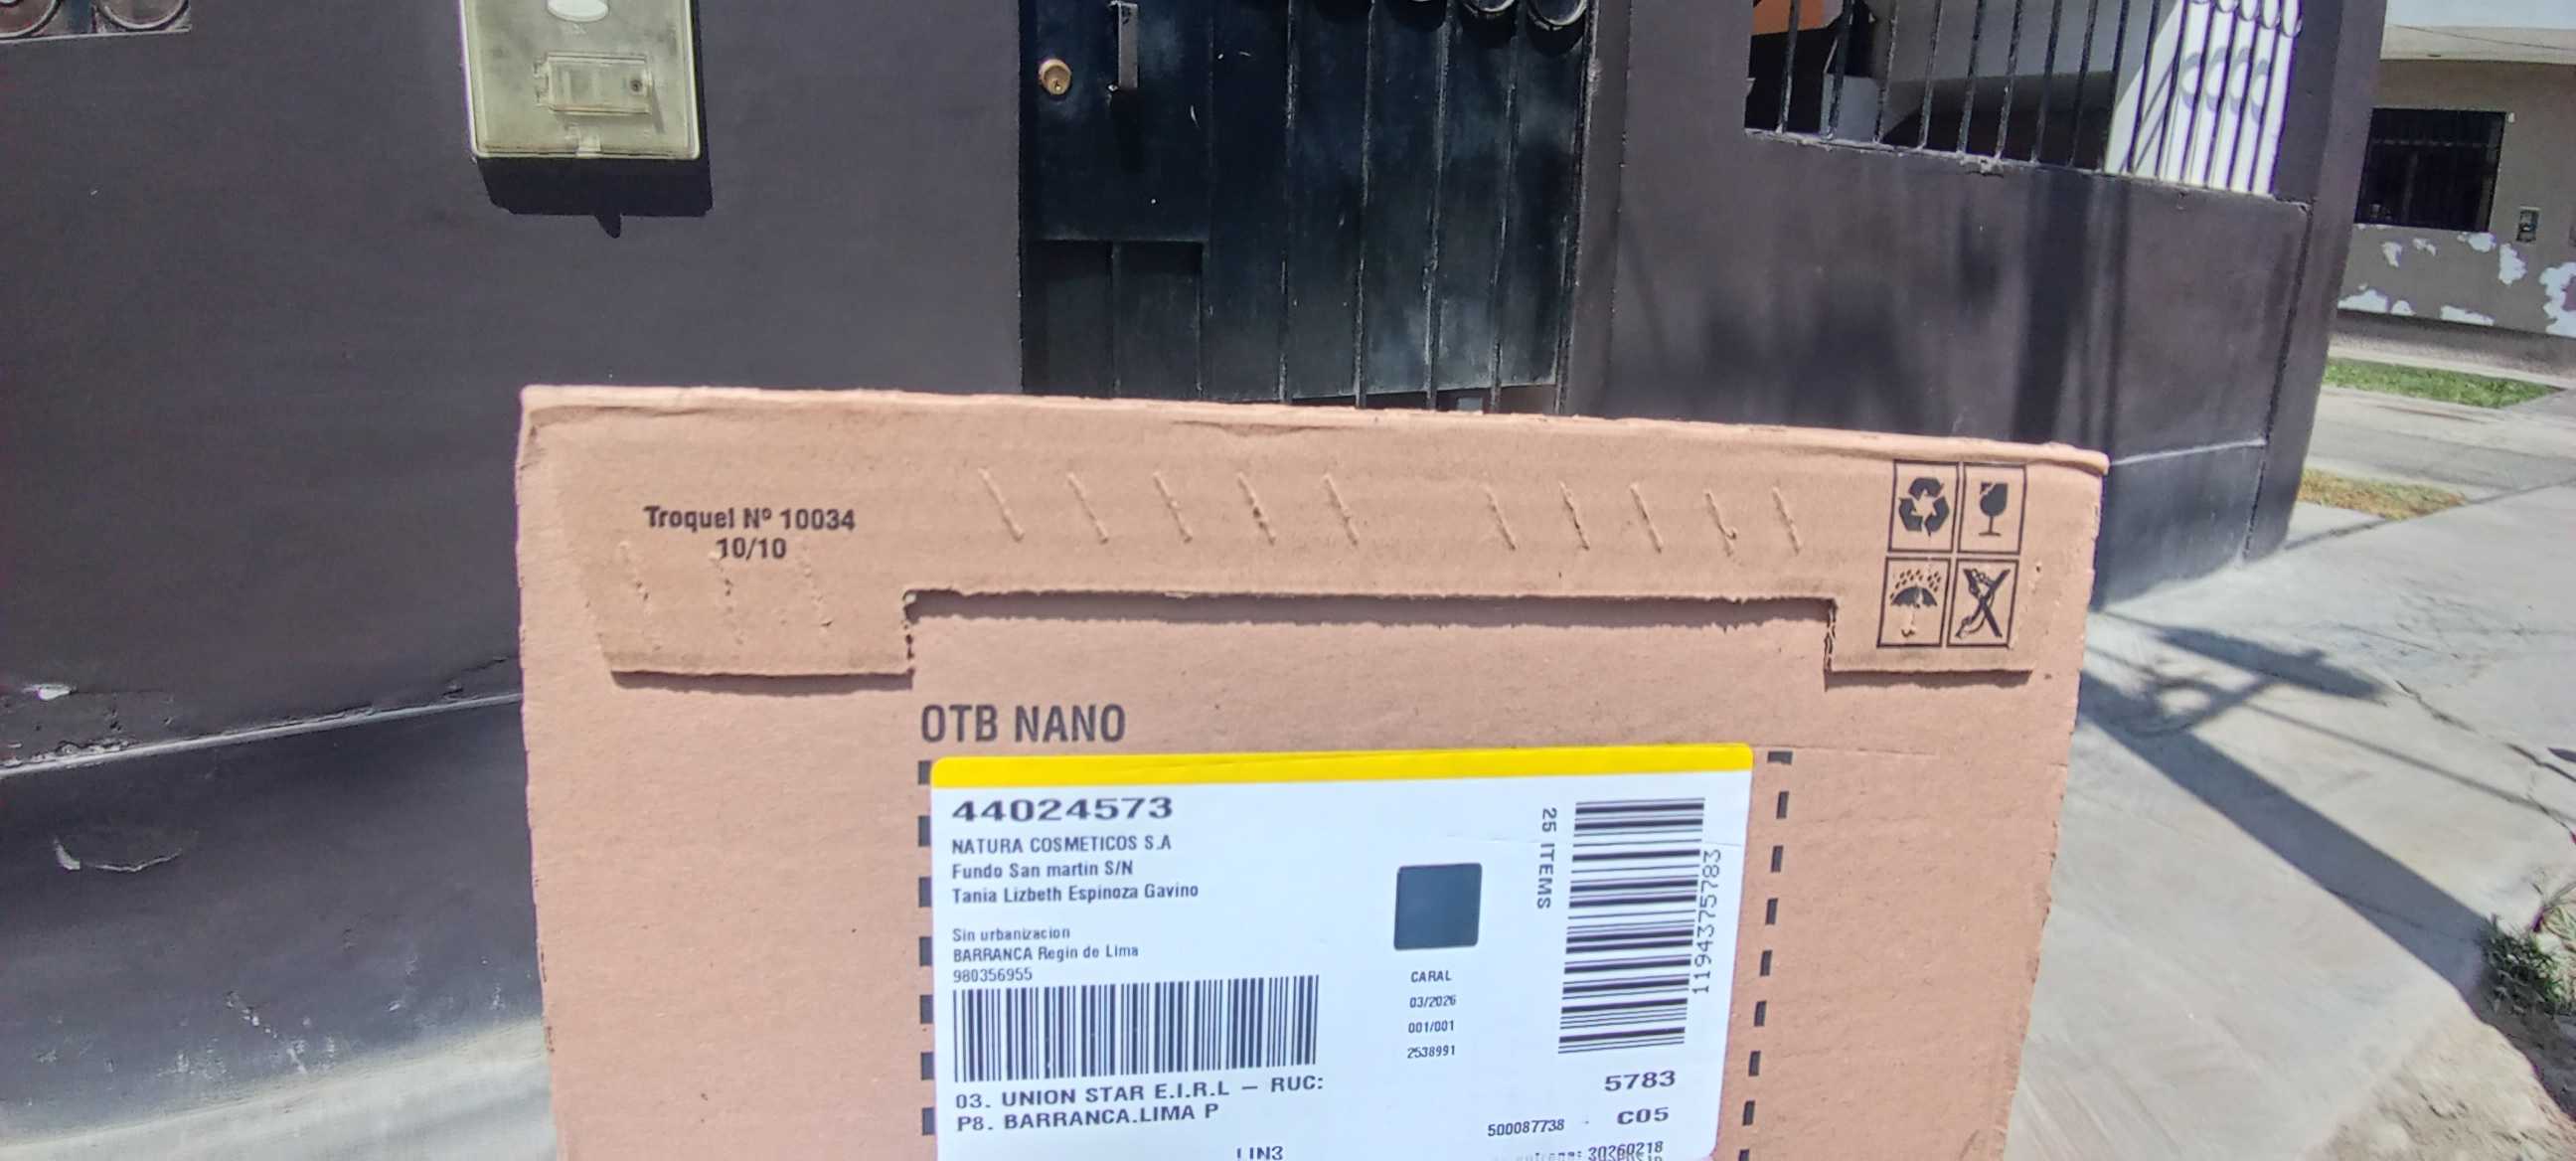 Troquel Nº 10034
10/10
OTB NANO
44024573
NATURA COSMETICOS S.A
Fundo San martin S/N
Tania Lizbeth Espinoza Gavino
Sin urbanizacion
BARRANCA Regin de Lima
980356955
03. UNION STAR E.I.R.L – RUC:
P8. BARRANCA.LIMA P
LIN3
CARAL
03/2026
001/001
2538991
25 ITEMS
119437578​3
5783
C05
500087738 -